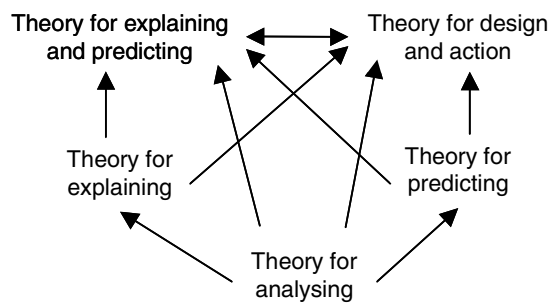 Theory for explaining
and predicting
Theory for design
and action
Theory for
explaining
Theory for
predicting
Theory for
analysing